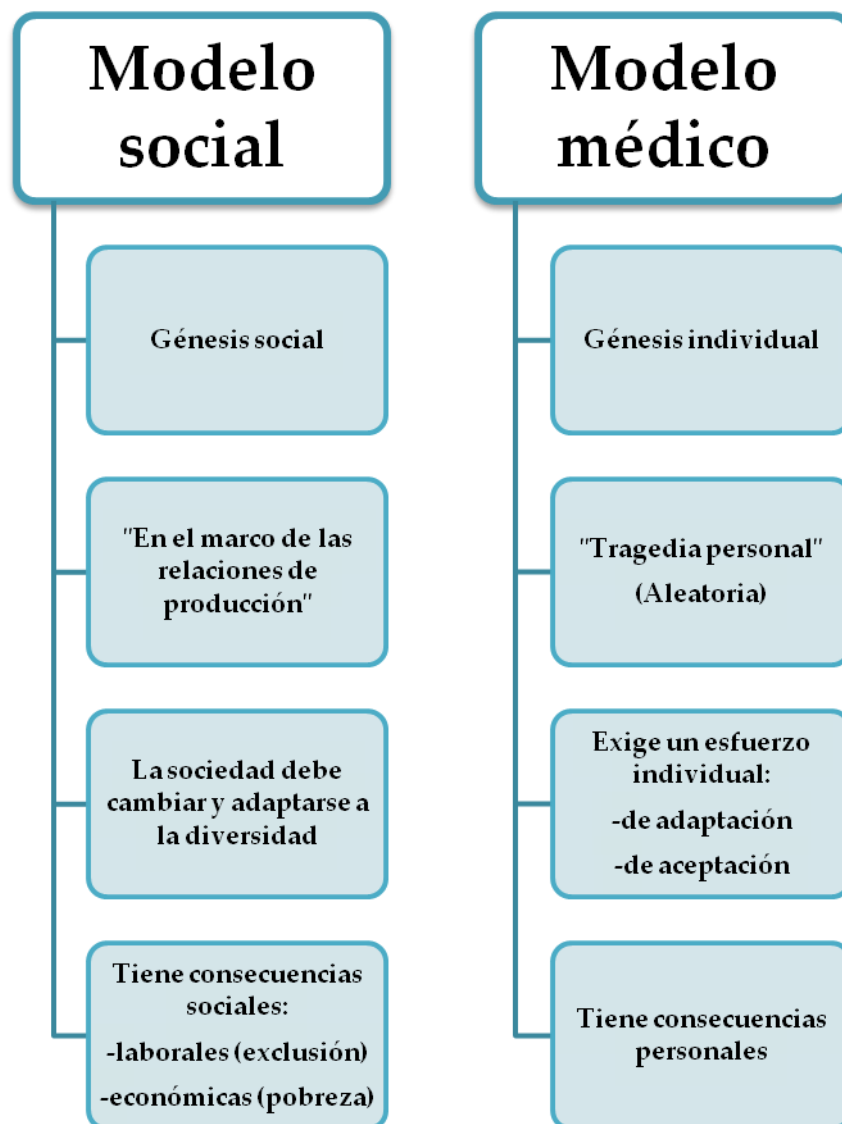 Modelo
social
Génesis social
"En el marco de las
relaciones de
producción"
La sociedad debe
cambiar y adaptarse a
la diversidad
Tiene consecuencias
sociales:
-laborales (exclusión)
-económicas (pobreza)
Modelo
médico
Génesis individual
"Tragedia personal"
(Aleatoria)
Exige un esfuerzo
individual:
-de adaptación
-de aceptación
Tiene consecuencias
personales